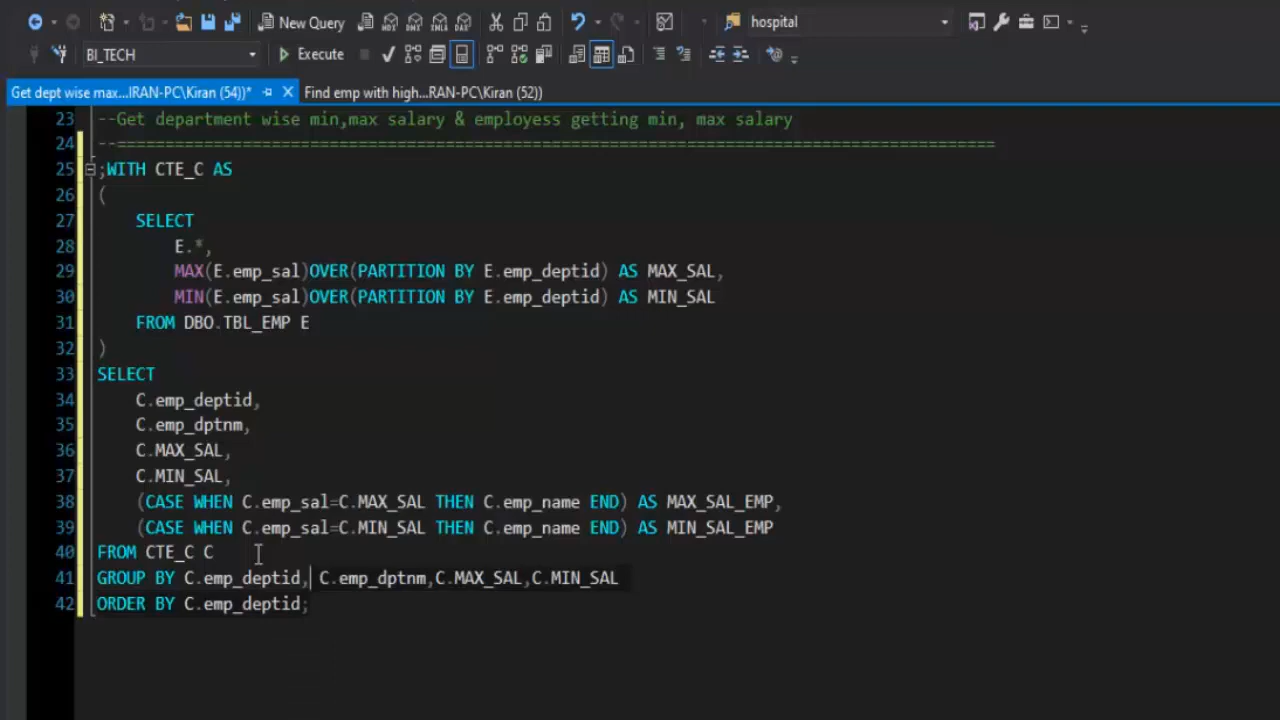 New Query
hospital
BI_TECH
Execute
Get dept wise max...IRAN-PC\Kiran (54))*
Find emp with high...RAN-PC\Kiran (52))
23 --Get department wise min,max salary & employess getting min, max salary
24 --===========================================================================================
25 ;WITH CTE_C AS
26 (
27 SELECT
28 E.*,
29 MAX(E.emp_sal)OVER(PARTITION BY E.emp_deptid) AS MAX_SAL,
30 MIN(E.emp_sal)OVER(PARTITION BY E.emp_deptid) AS MIN_SAL
31 FROM DBO.TBL_EMP E
32 )
33 SELECT
34 C.emp_deptid,
35 C.emp_dptnm,
36 C.MAX_SAL,
37 C.MIN_SAL,
38 (CASE WHEN C.emp_sal=C.MAX_SAL THEN C.emp_name END) AS MAX_SAL_EMP,
39 (CASE WHEN C.emp_sal=C.MIN_SAL THEN C.emp_name END) AS MIN_SAL_EMP
40 FROM CTE_C C
41 GROUP BY C.emp_deptid, C.emp_dptnm,C.MAX_SAL,C.MIN_SAL
42 ORDER BY C.emp_deptid;